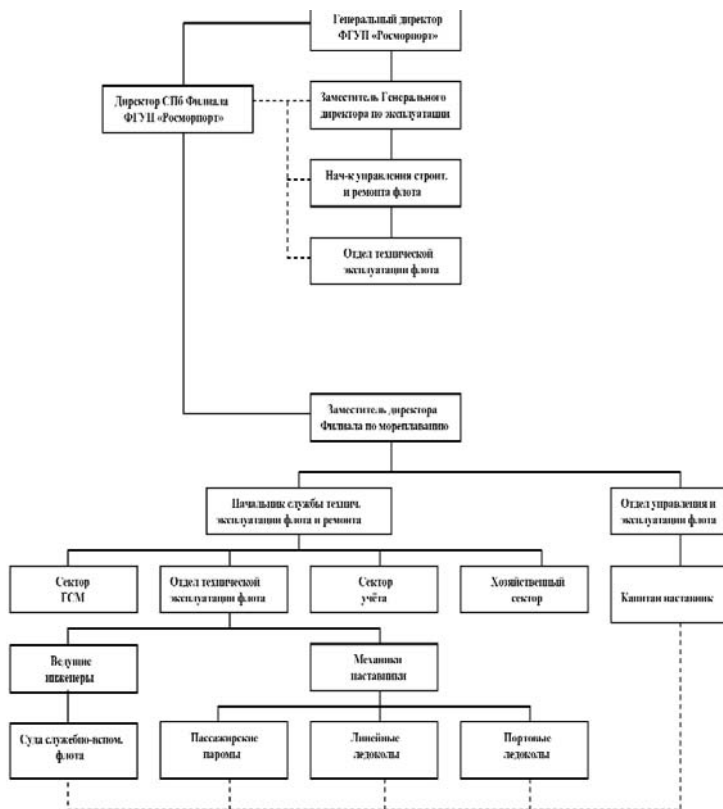 Генеральный директор
ФГУП «Росморпорт»
Директор СПб Филиала
ФГУП «Росморпорт»
Заместитель Генерального
директора по эксплуатации
Нач-к управления строит.
и ремонта флота
Отдел технической
эксплуатации флота
Заместитель директора
Филиала по мореплаванию
Начальник службы технич.
эксплуатации флота и ремонта
Отдел управления и
эксплуатации флота
Сектор
ГСМ
Отдел технической
эксплуатации флота
Сектор
учёта
Хозяйственный
сектор
Капитан наставник
Ведущие
инженеры
Механики
наставники
Суда служебно-вспом.
флота
Пассажирские
паромы
Линейные
ледоколы
Портовые
ледоколы